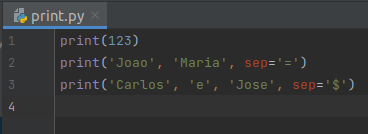 print.py
1 print(123)
2 print('Joao', 'Maria', sep='=')
3 print('Carlos', 'e', 'Jose', sep='$')
4